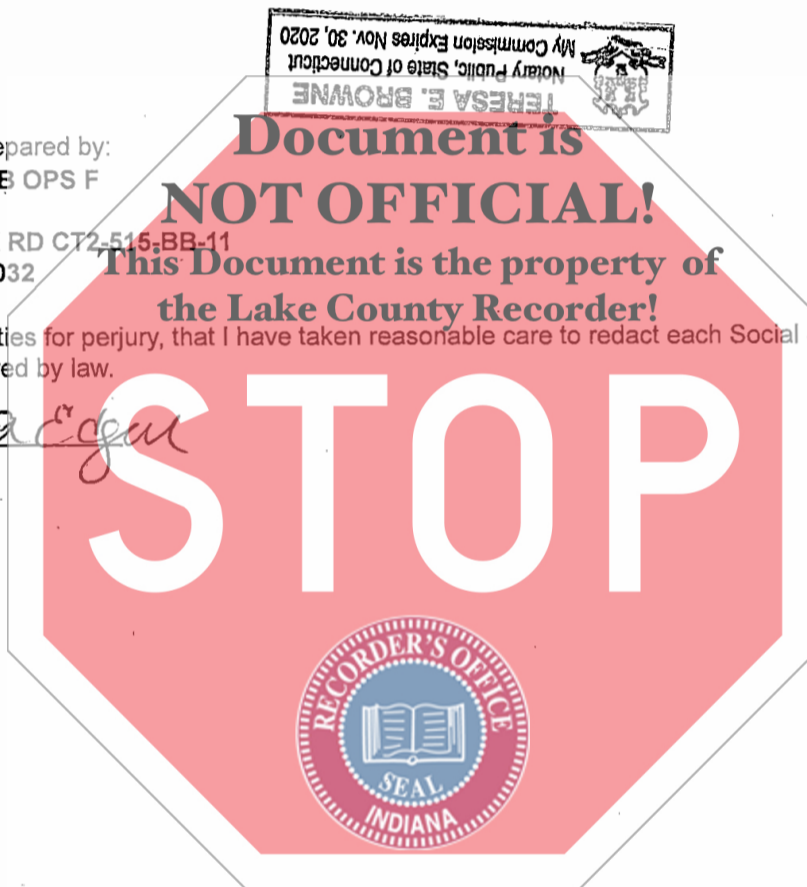 TERESA E. BROWNE
Notary Public, State of Connecticut
My Commission Expires Nov. 30, 2020
Document is
epared by:
B OPS F
NOT OFFICIAL!
RD CT2-515-BB-11
This Document is the property of
032
the Lake County Recorder!
ties for perjury, that I have taken reasonable care to redact each Social
ed by law.
Edgar
STOP
RECORDER'S OFFICE
SEAL
INDIANA